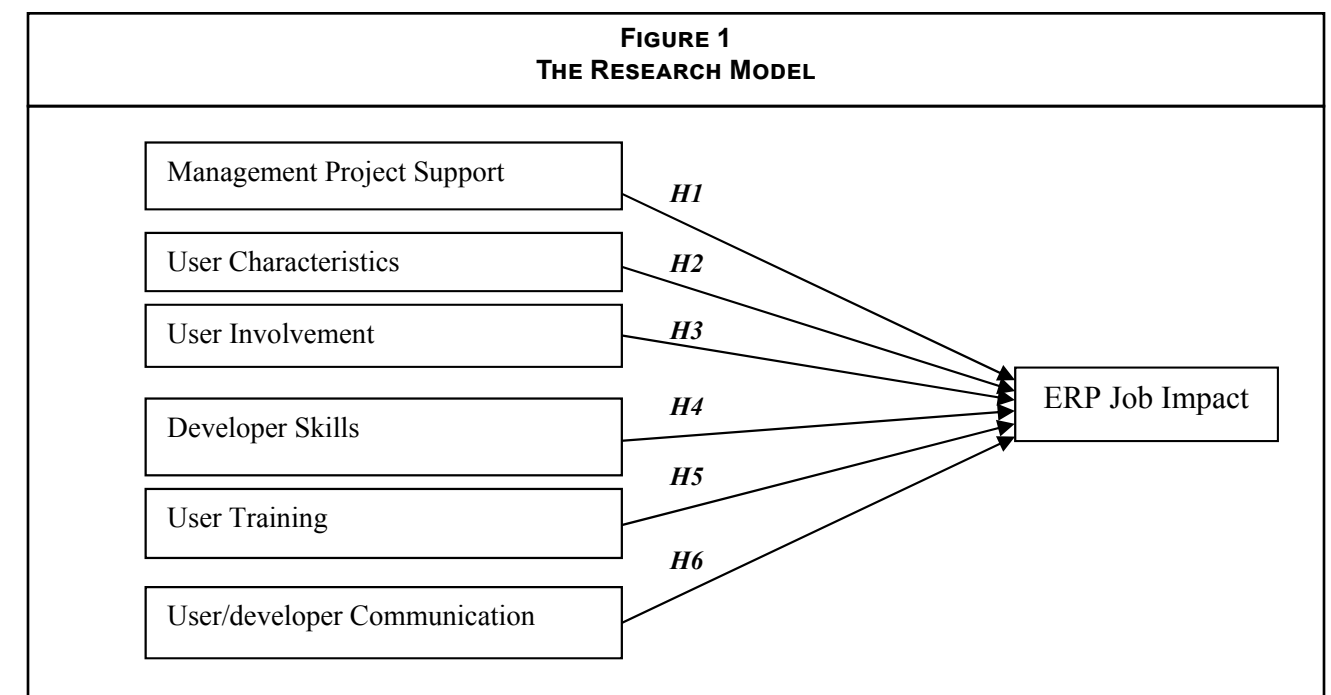 FIGURE 1
THE RESEARCH MODEL
Management Project Support
H1
User Characteristics
H2
User Involvement
H3
ERP Job Impact
Developer Skills
H4
User Training
H5
User/developer Communication
H6